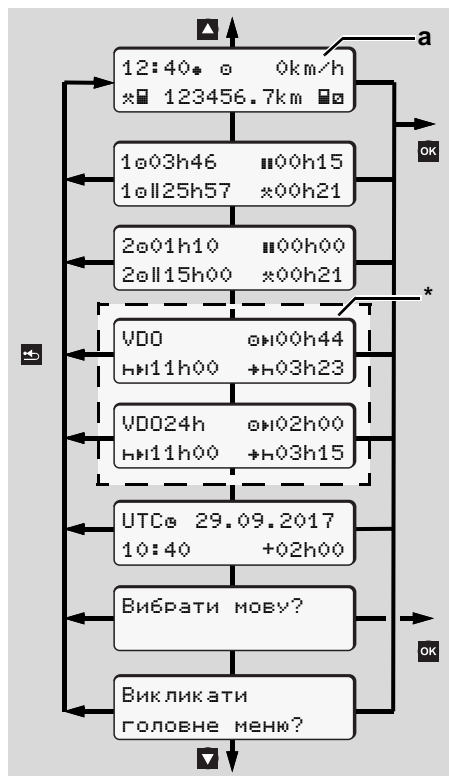 a
12:40 0km/h
123456.7km
OK
1 03h46 00h15
1 25h57 00h21
2 01h10 00h00
2 15h00 00h21
*
VDO 00h44
11h00 03h23
VDO24h 02h00
11h00 03h15
UTC 29.09.2017
10:40 +02h00
Вибрати мову?
OK
Викликати
головне меню?